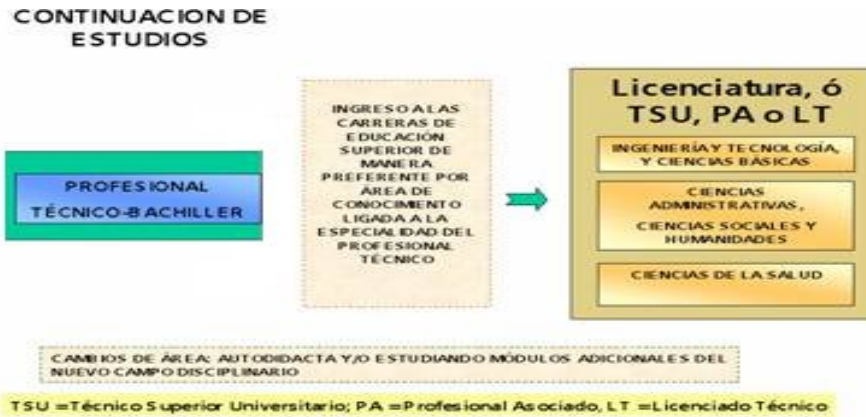 CONTINUACION DE
ESTUDIOS
PROFESIONAL
TÉCNICO-BACHILLER
INGRESO A LAS
CARRERAS DE
EDUCACIÓN
SUPERIOR DE
MANERA
PREFERENTE POR
ÁREA DE
CONOCIMIENTO
LIGADA A LA
ESPECIALIDAD DEL
PROFESIONAL
TÉCNICO
Licenciatura, ó
TSU, PA o LT
INGENIERÍA Y TECNOLOGÍA,
Y CIENCIAS BÁSICAS
CIENCIAS
ADMINISTRATIVAS,
CIENCIAS SOCIALES Y
HUMANIDADES
CIENCIAS DE LA SALUD
CAMBIOS DE ÁREA: AUTODIDACTA Y/O ESTUDIANDO MÓDULOS ADICIONALES DEL
NUEVO CAMPO DISCIPLINARIO
TSU =Técnico Superior Universitario; PA =Profesional Asociado, LT =Licenciado Técnico